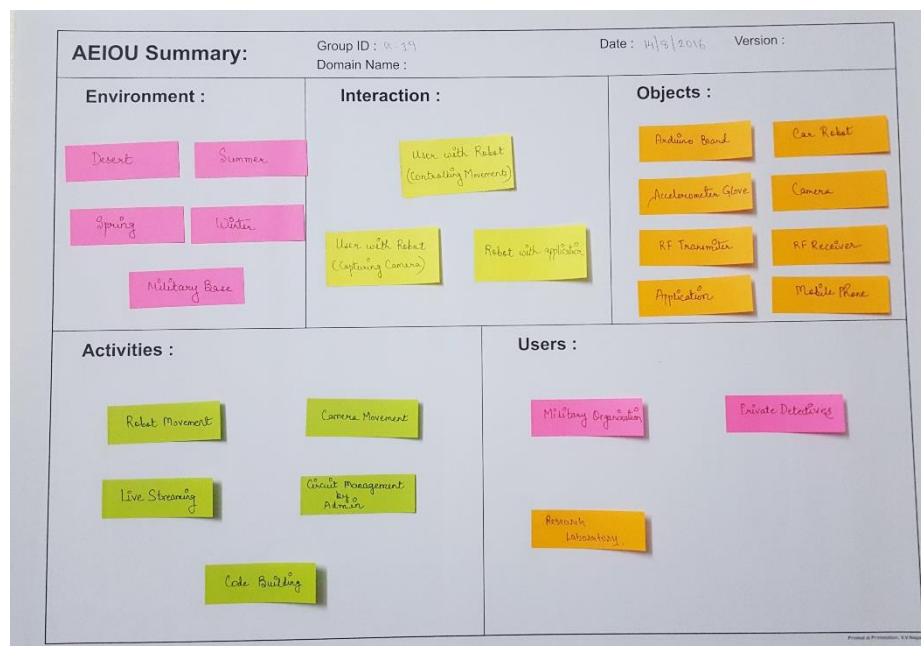 AEIOU Summary:
Group ID :
Date : 14/8/2016
Version :
Domain Name :
Environment :
Desert
Summer
Spring
Winter
Military Base
Interaction :
User with Robot
(Controlling Movements)
User with Robot
(Capturing Camera)
Robot with application
Objects :
Arduino Board
Car Robot
Accelerometer Glove
Camera
RF Transmiter
RF Receiver
Application
Mobile Phone
Activities :
Robot Movement
Camera Movement
Live Streaming
Circuit Management
by
Admin
Code Building
Users :
Military Organization
Private Detectives
Research
Laboratory